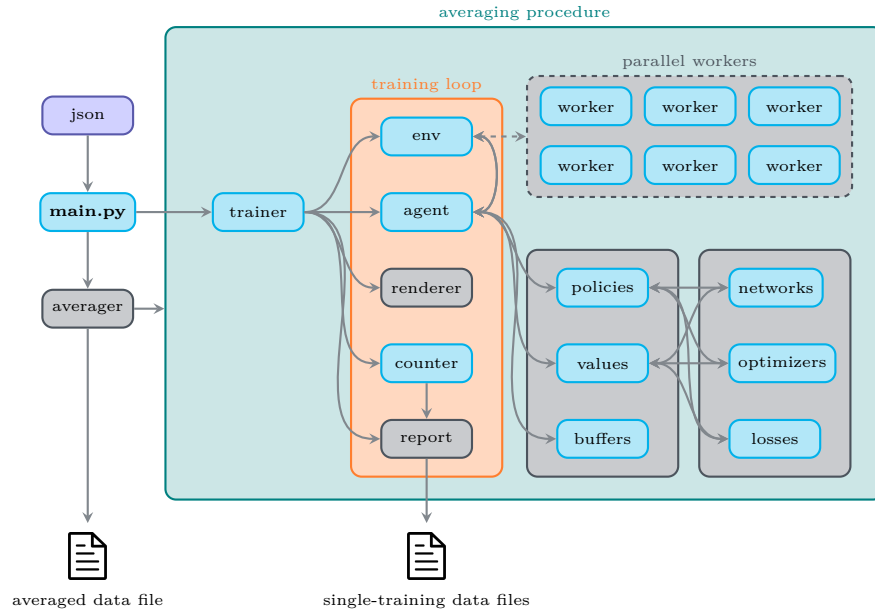 averaging procedure
parallel workers
training loop
json
env
worker worker worker
worker worker worker
main.py
trainer
agent
averager
renderer
policies
networks
counter
values
optimizers
report
buffers
losses
averaged data file
single-training data files